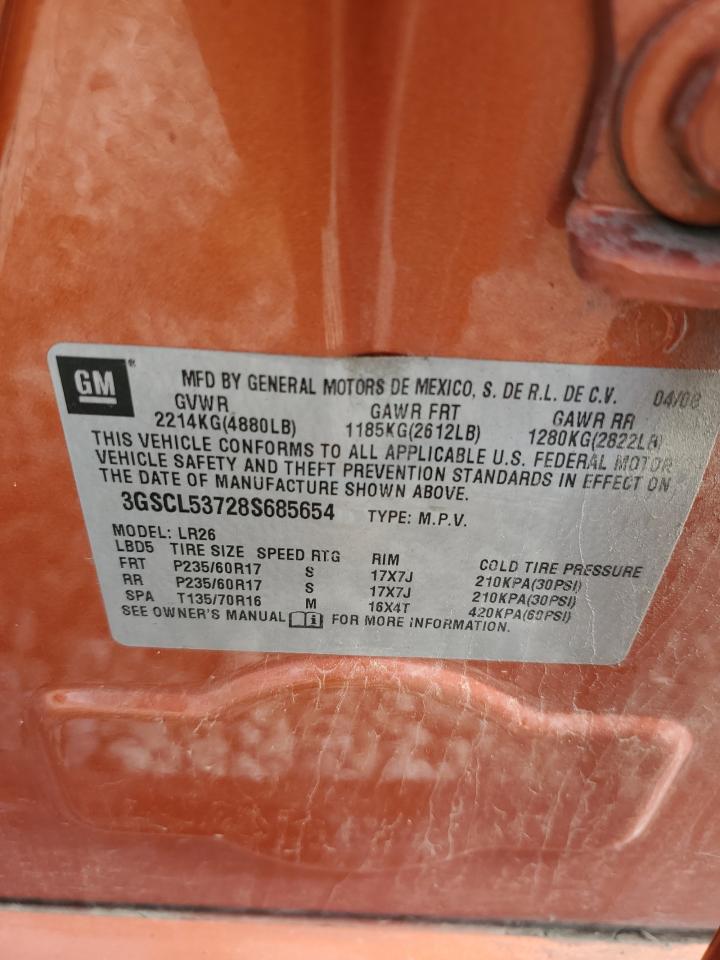 GM®
MFD BY GENERAL MOTORS DE MEXICO, S. DE R.L. DE C.V. 04/08
GVWR GAWR FRT GAWR RR
2214KG(4880LB) 1185KG(2612LB) 1280KG(2822LB)
THIS VEHICLE CONFORMS TO ALL APPLICABLE U.S. FEDERAL MOTOR
VEHICLE SAFETY AND THEFT PREVENTION STANDARDS IN EFFECT ON
THE DATE OF MANUFACTURE SHOWN ABOVE.
3GSCL53728S685654 TYPE: M.P.V.
MODEL: LR26
LBD5 TIRE SIZE SPEED RTG RIM COLD TIRE PRESSURE
FRT P235/60R17 S 17X7J 210KPA(30PSI)
RR P235/60R17 S 17X7J 210KPA(30PSI)
SPA T135/70R16 M 16X4T 420KPA(60PSI)
SEE OWNER'S MANUAL FOR MORE INFORMATION.